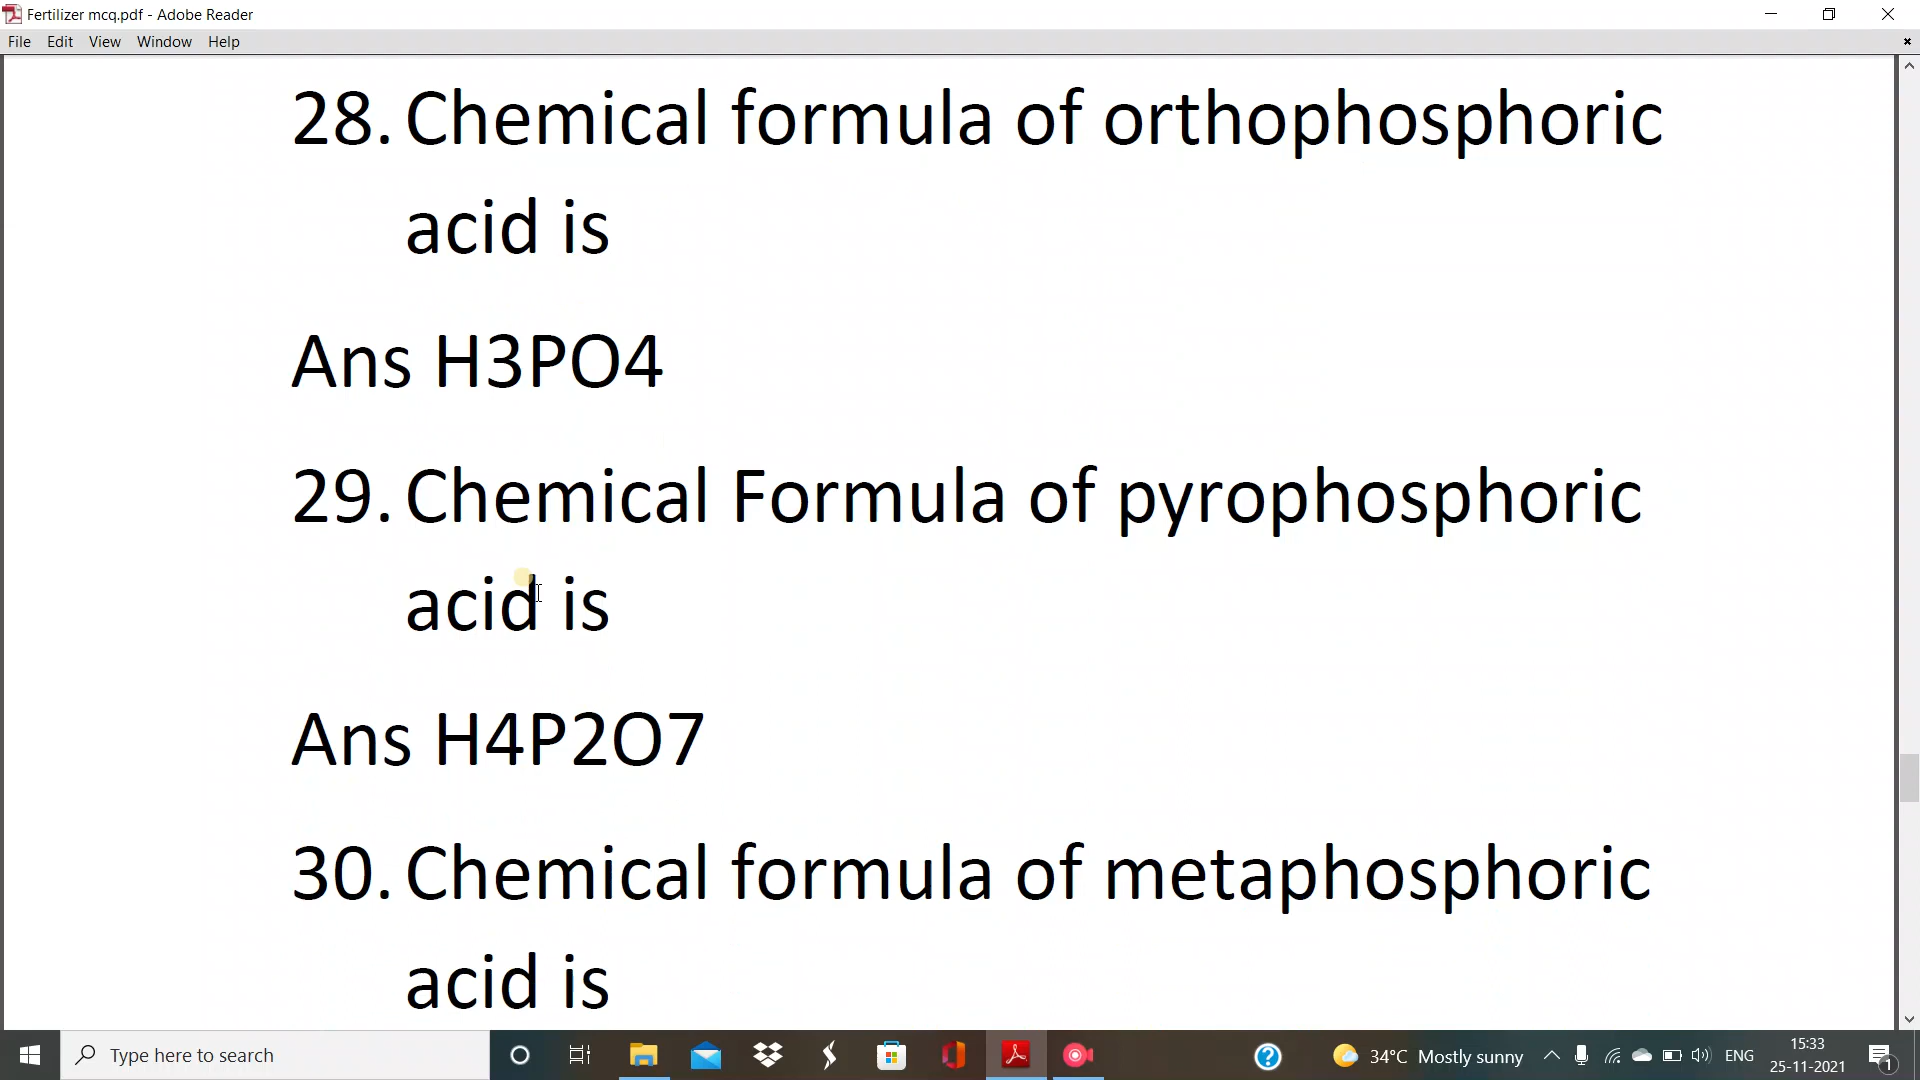 Fertilizer mcq.pdf - Adobe Reader
File Edit View Window Help
28. Chemical formula of orthophosphoric
acid is
Ans H3PO4
29. Chemical Formula of pyrophosphoric
acid is
Ans H4P2O7
30. Chemical formula of metaphosphoric
acid is
Type here to search
34°C Mostly sunny
ENG
15:33
25-11-2021
1